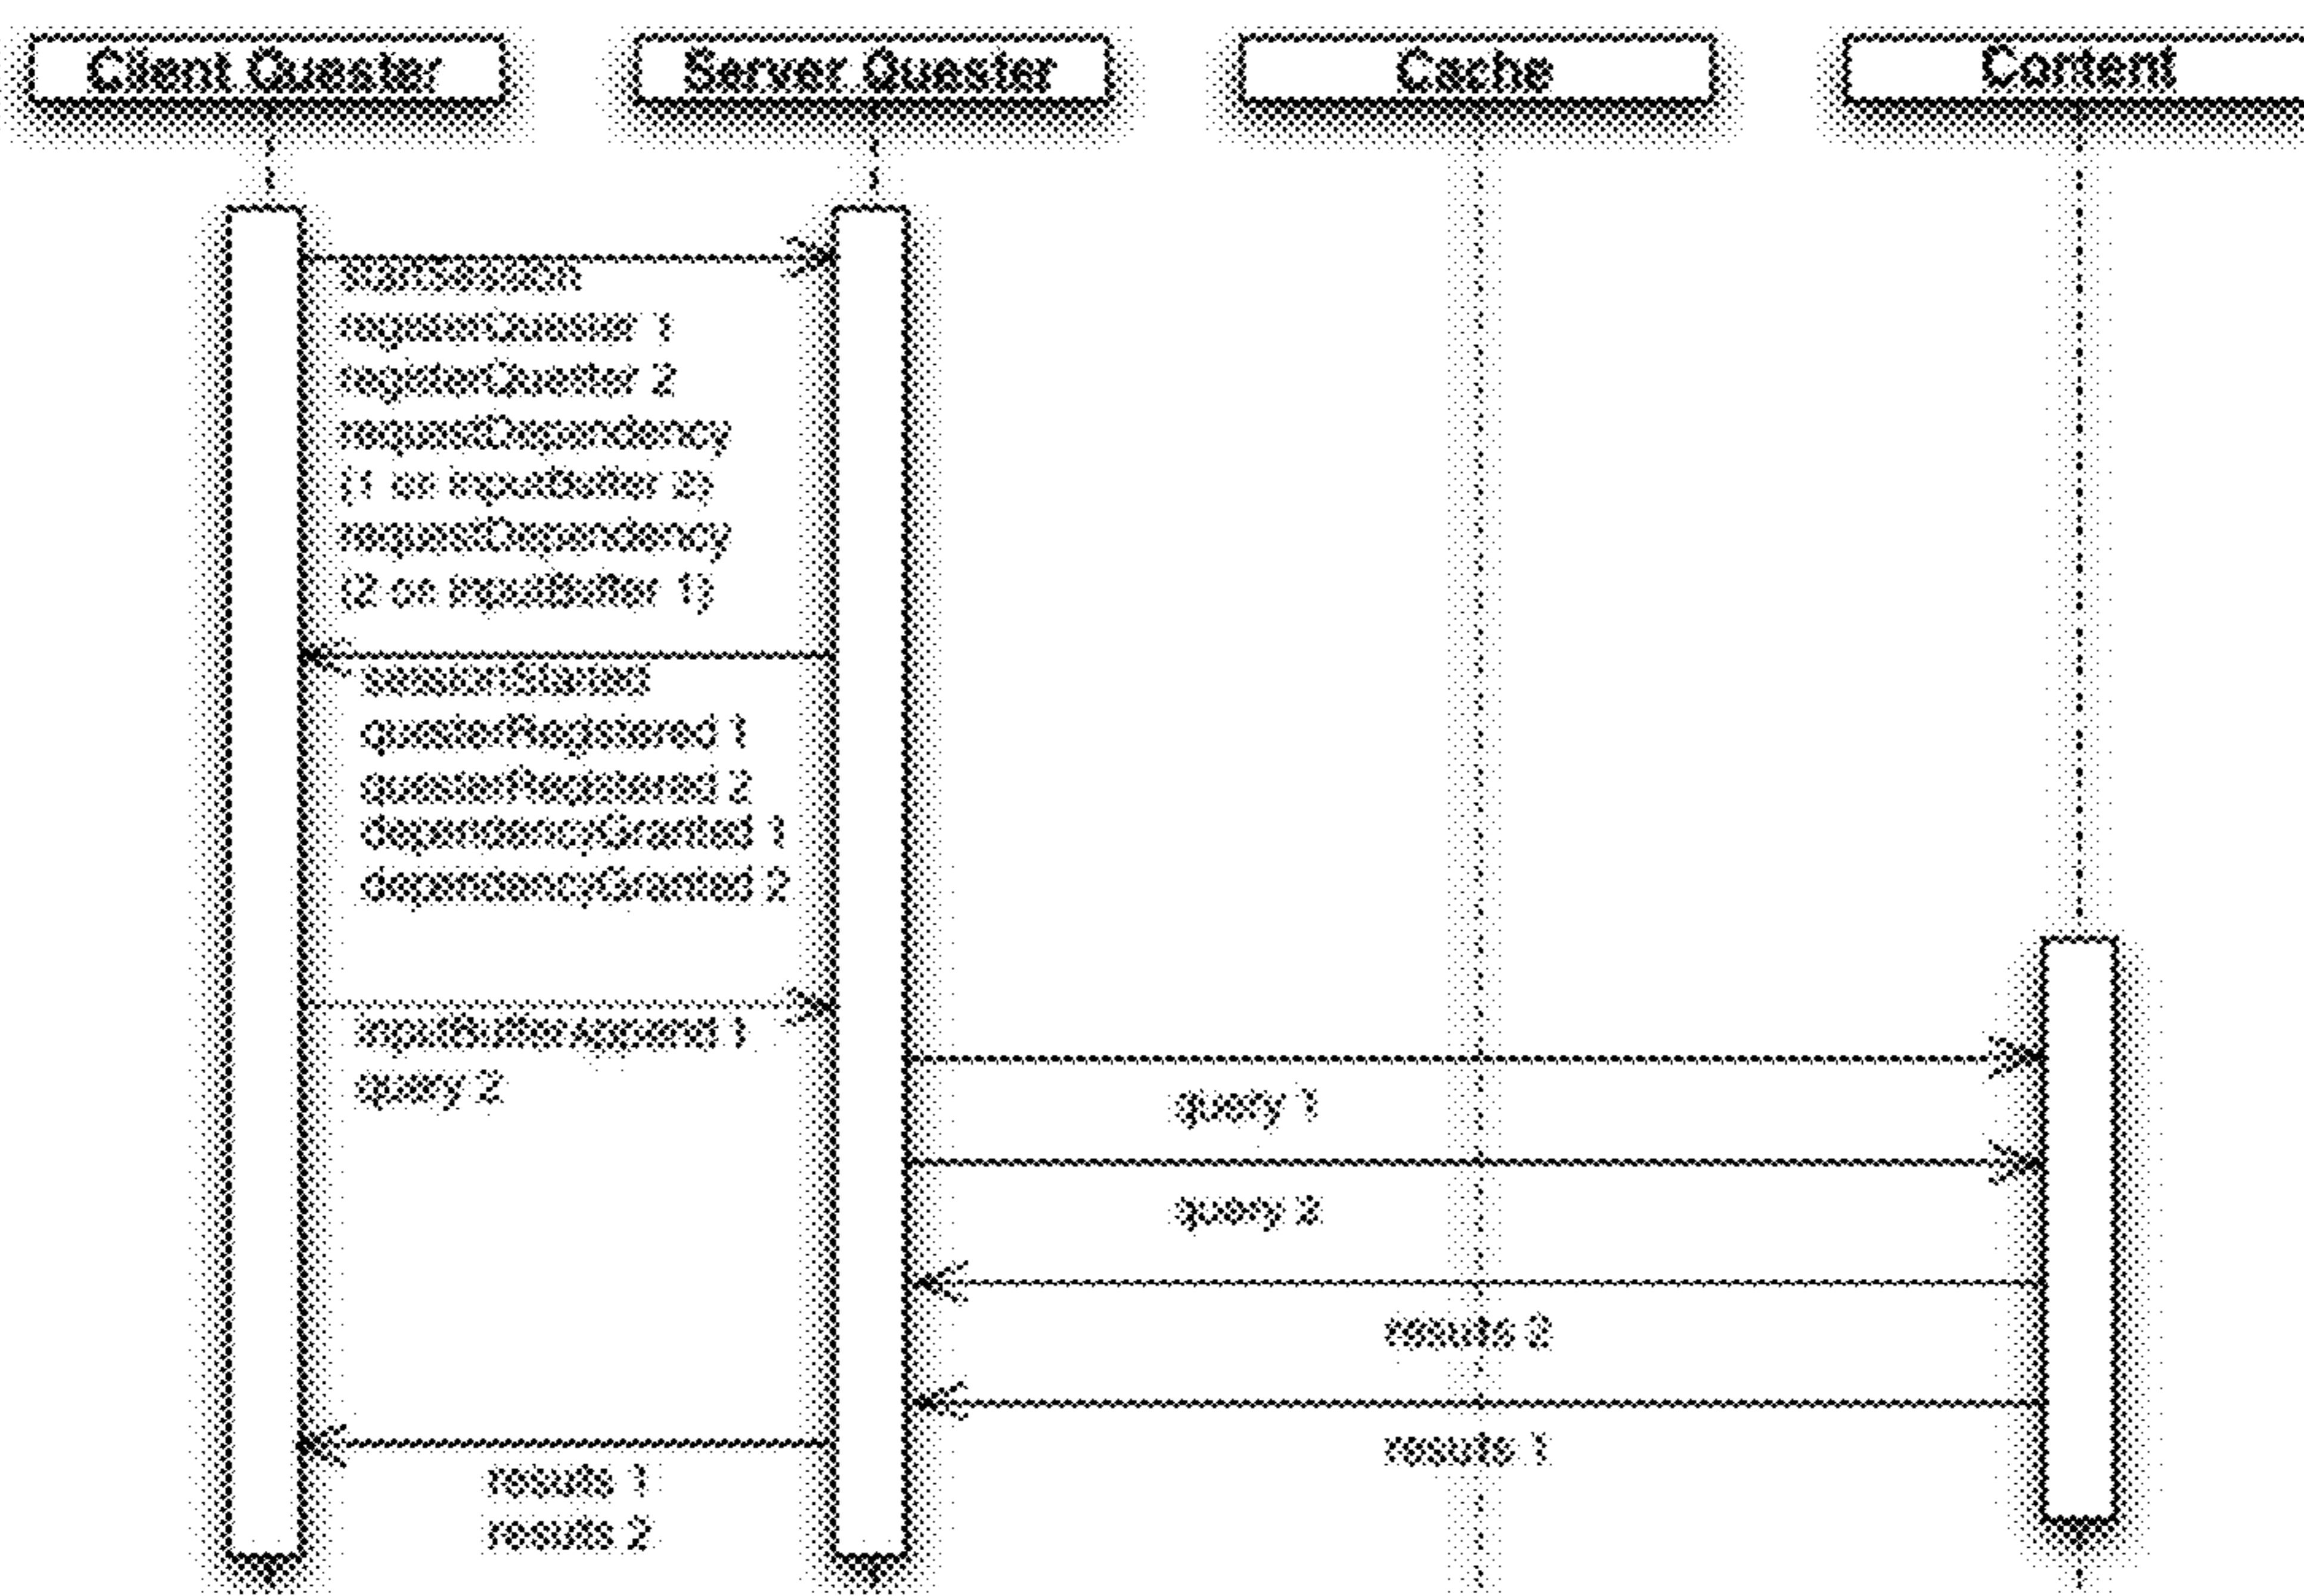 Client Quester
Server Quester
Cache
Content
startSession
registerQuester 1
registerQuester 2
requestDependency
(1 on inputBuffer 2)
requestDependency
(2 on inputBuffer 1)
sessionStarted
questerRegistered 1
questerRegistered 2
dependencyGranted 1
dependencyGranted 2
inputBufferAppend 1
query 2
query 1
query 2
results 2
results 1
results 1
results 2